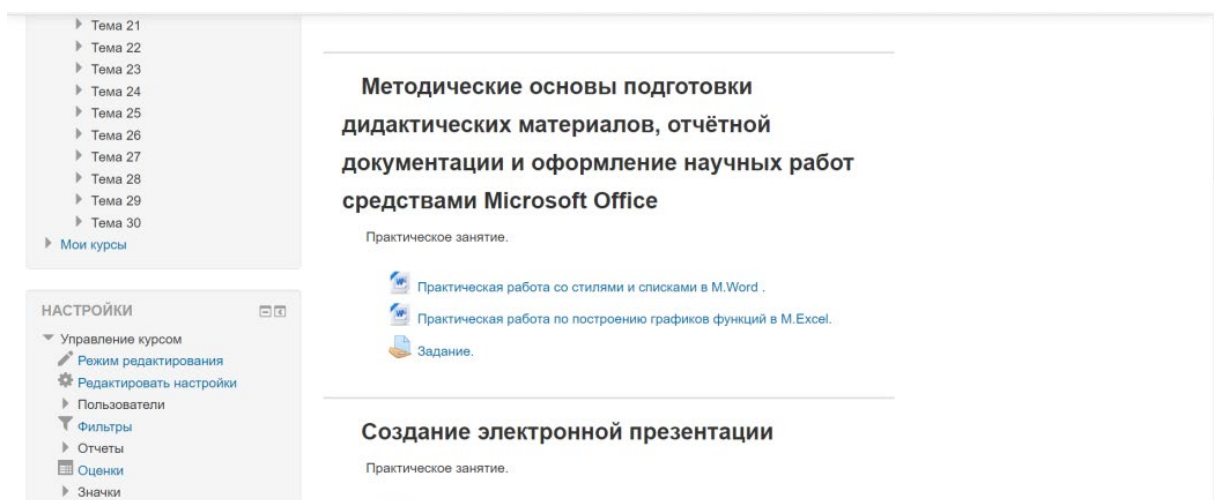 Тема 21
Тема 22
Тема 23
Тема 24
Тема 25
Тема 26
Тема 27
Тема 28
Тема 29
Тема 30
Мои курсы
НАСТРОЙКИ
Управление курсом
Режим редактирования
Редактировать настройки
Пользователи
Фильтры
Отчеты
Оценки
Значки
Методические основы подготовки
дидактических материалов, отчётной
документации и оформление научных работ
средствами Microsoft Office
Практическое занятие.
Практическая работа со стилями и списками в M.Word .
Практическая работа по построению графиков функций в M.Excel.
Задание.
Создание электронной презентации
Практическое занятие.